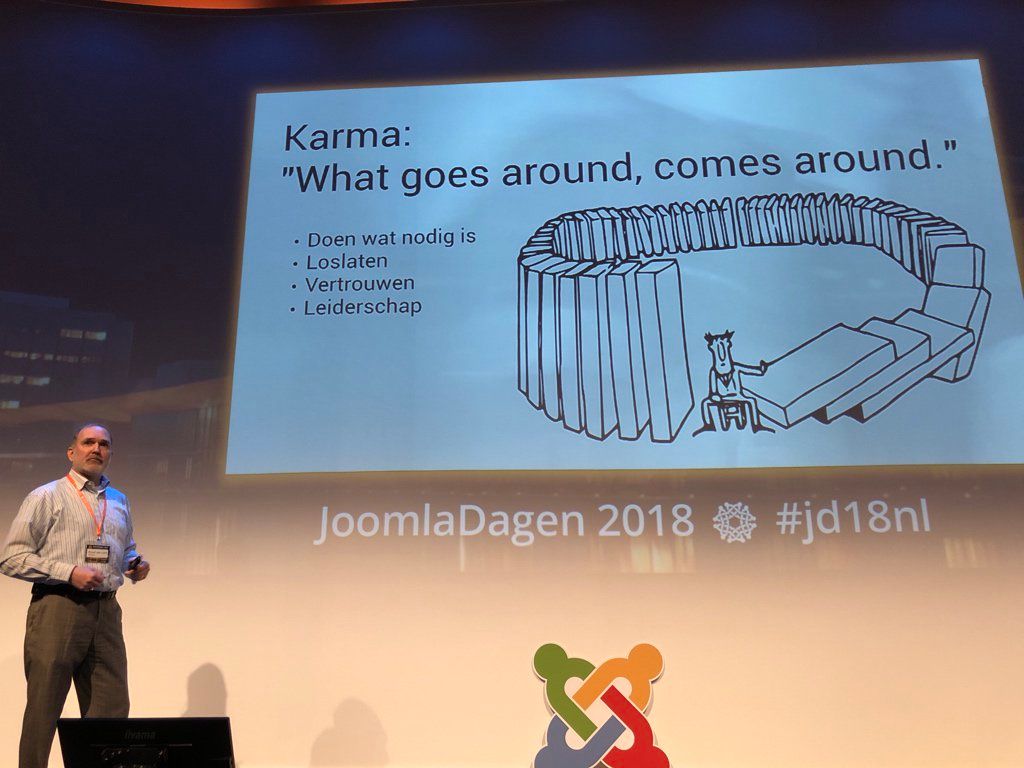 Karma:
"What goes around, comes around."
• Doen wat nodig is
• Loslaten
• Vertrouwen
• Leiderschap
JoomlaDagen 2018 #jd18nl
iiyama